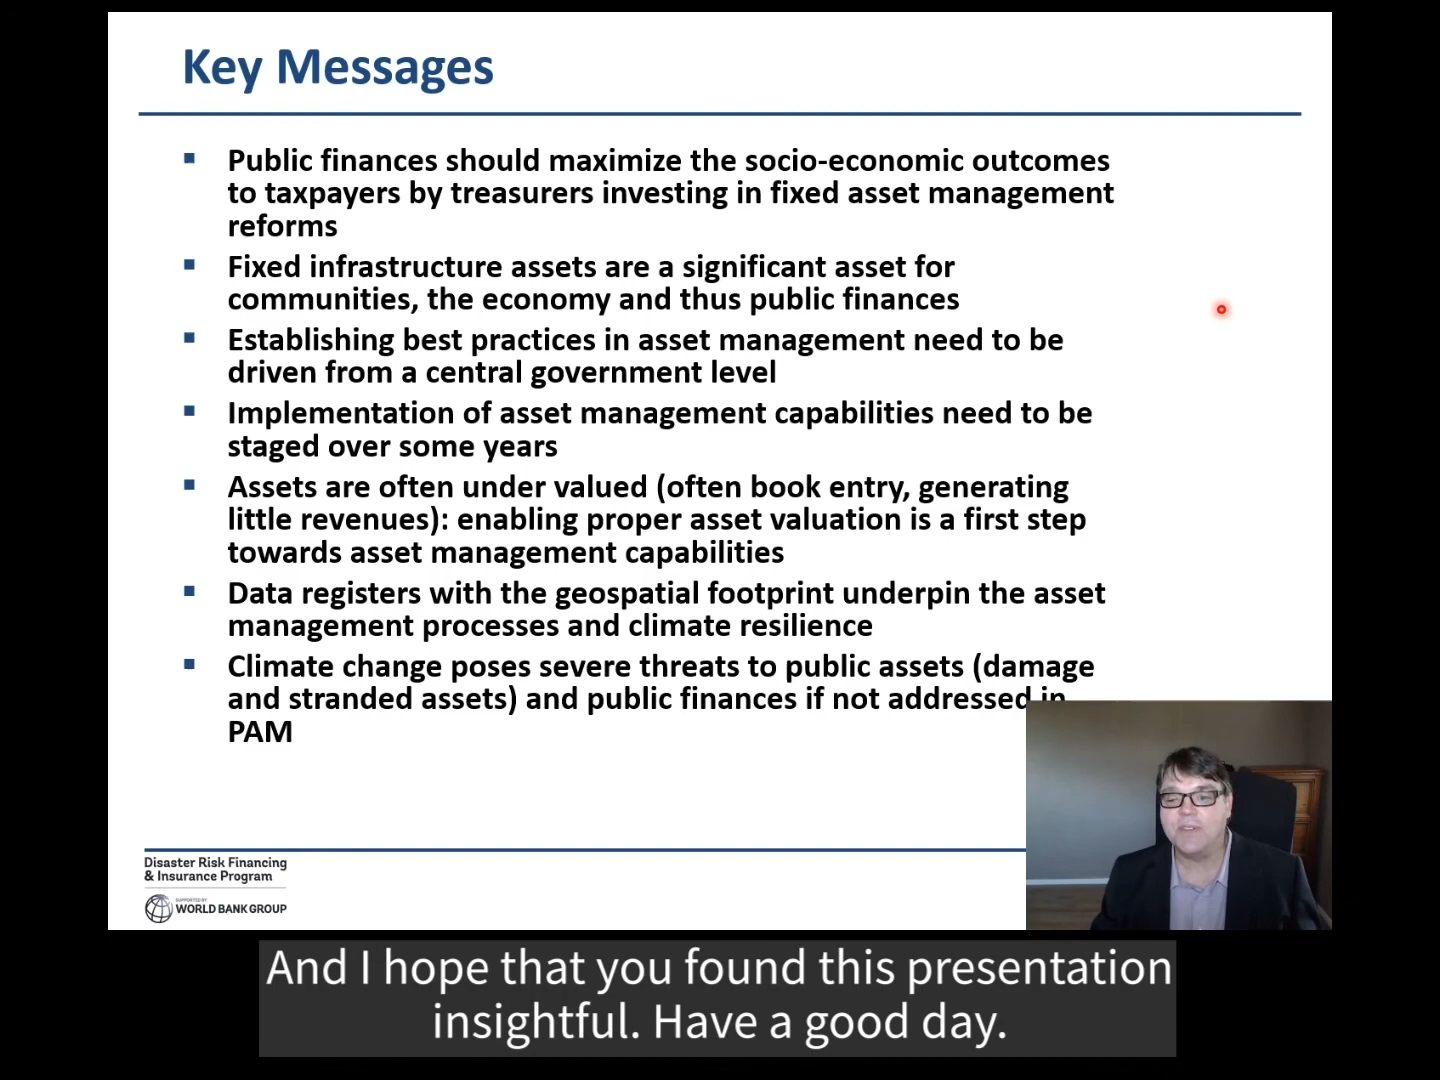 Key Messages
Public finances should maximize the socio-economic outcomes
to taxpayers by treasurers investing in fixed asset management
reforms
Fixed infrastructure assets are a significant asset for
communities, the economy and thus public finances
Establishing best practices in asset management need to be
driven from a central government level
Implementation of asset management capabilities need to be
staged over some years
Assets are often under valued (often book entry, generating
little revenues): enabling proper asset valuation is a first step
towards asset management capabilities
Data registers with the geospatial footprint underpin the asset
management processes and climate resilience
Climate change poses severe threats to public assets (damage
and stranded assets) and public finances if not addressed in
PAM
Disaster Risk Financing
& Insurance Program
SUPPORTED BY
WORLD BANK GROUP
And I hope that you found this presentation
insightful. Have a good day.